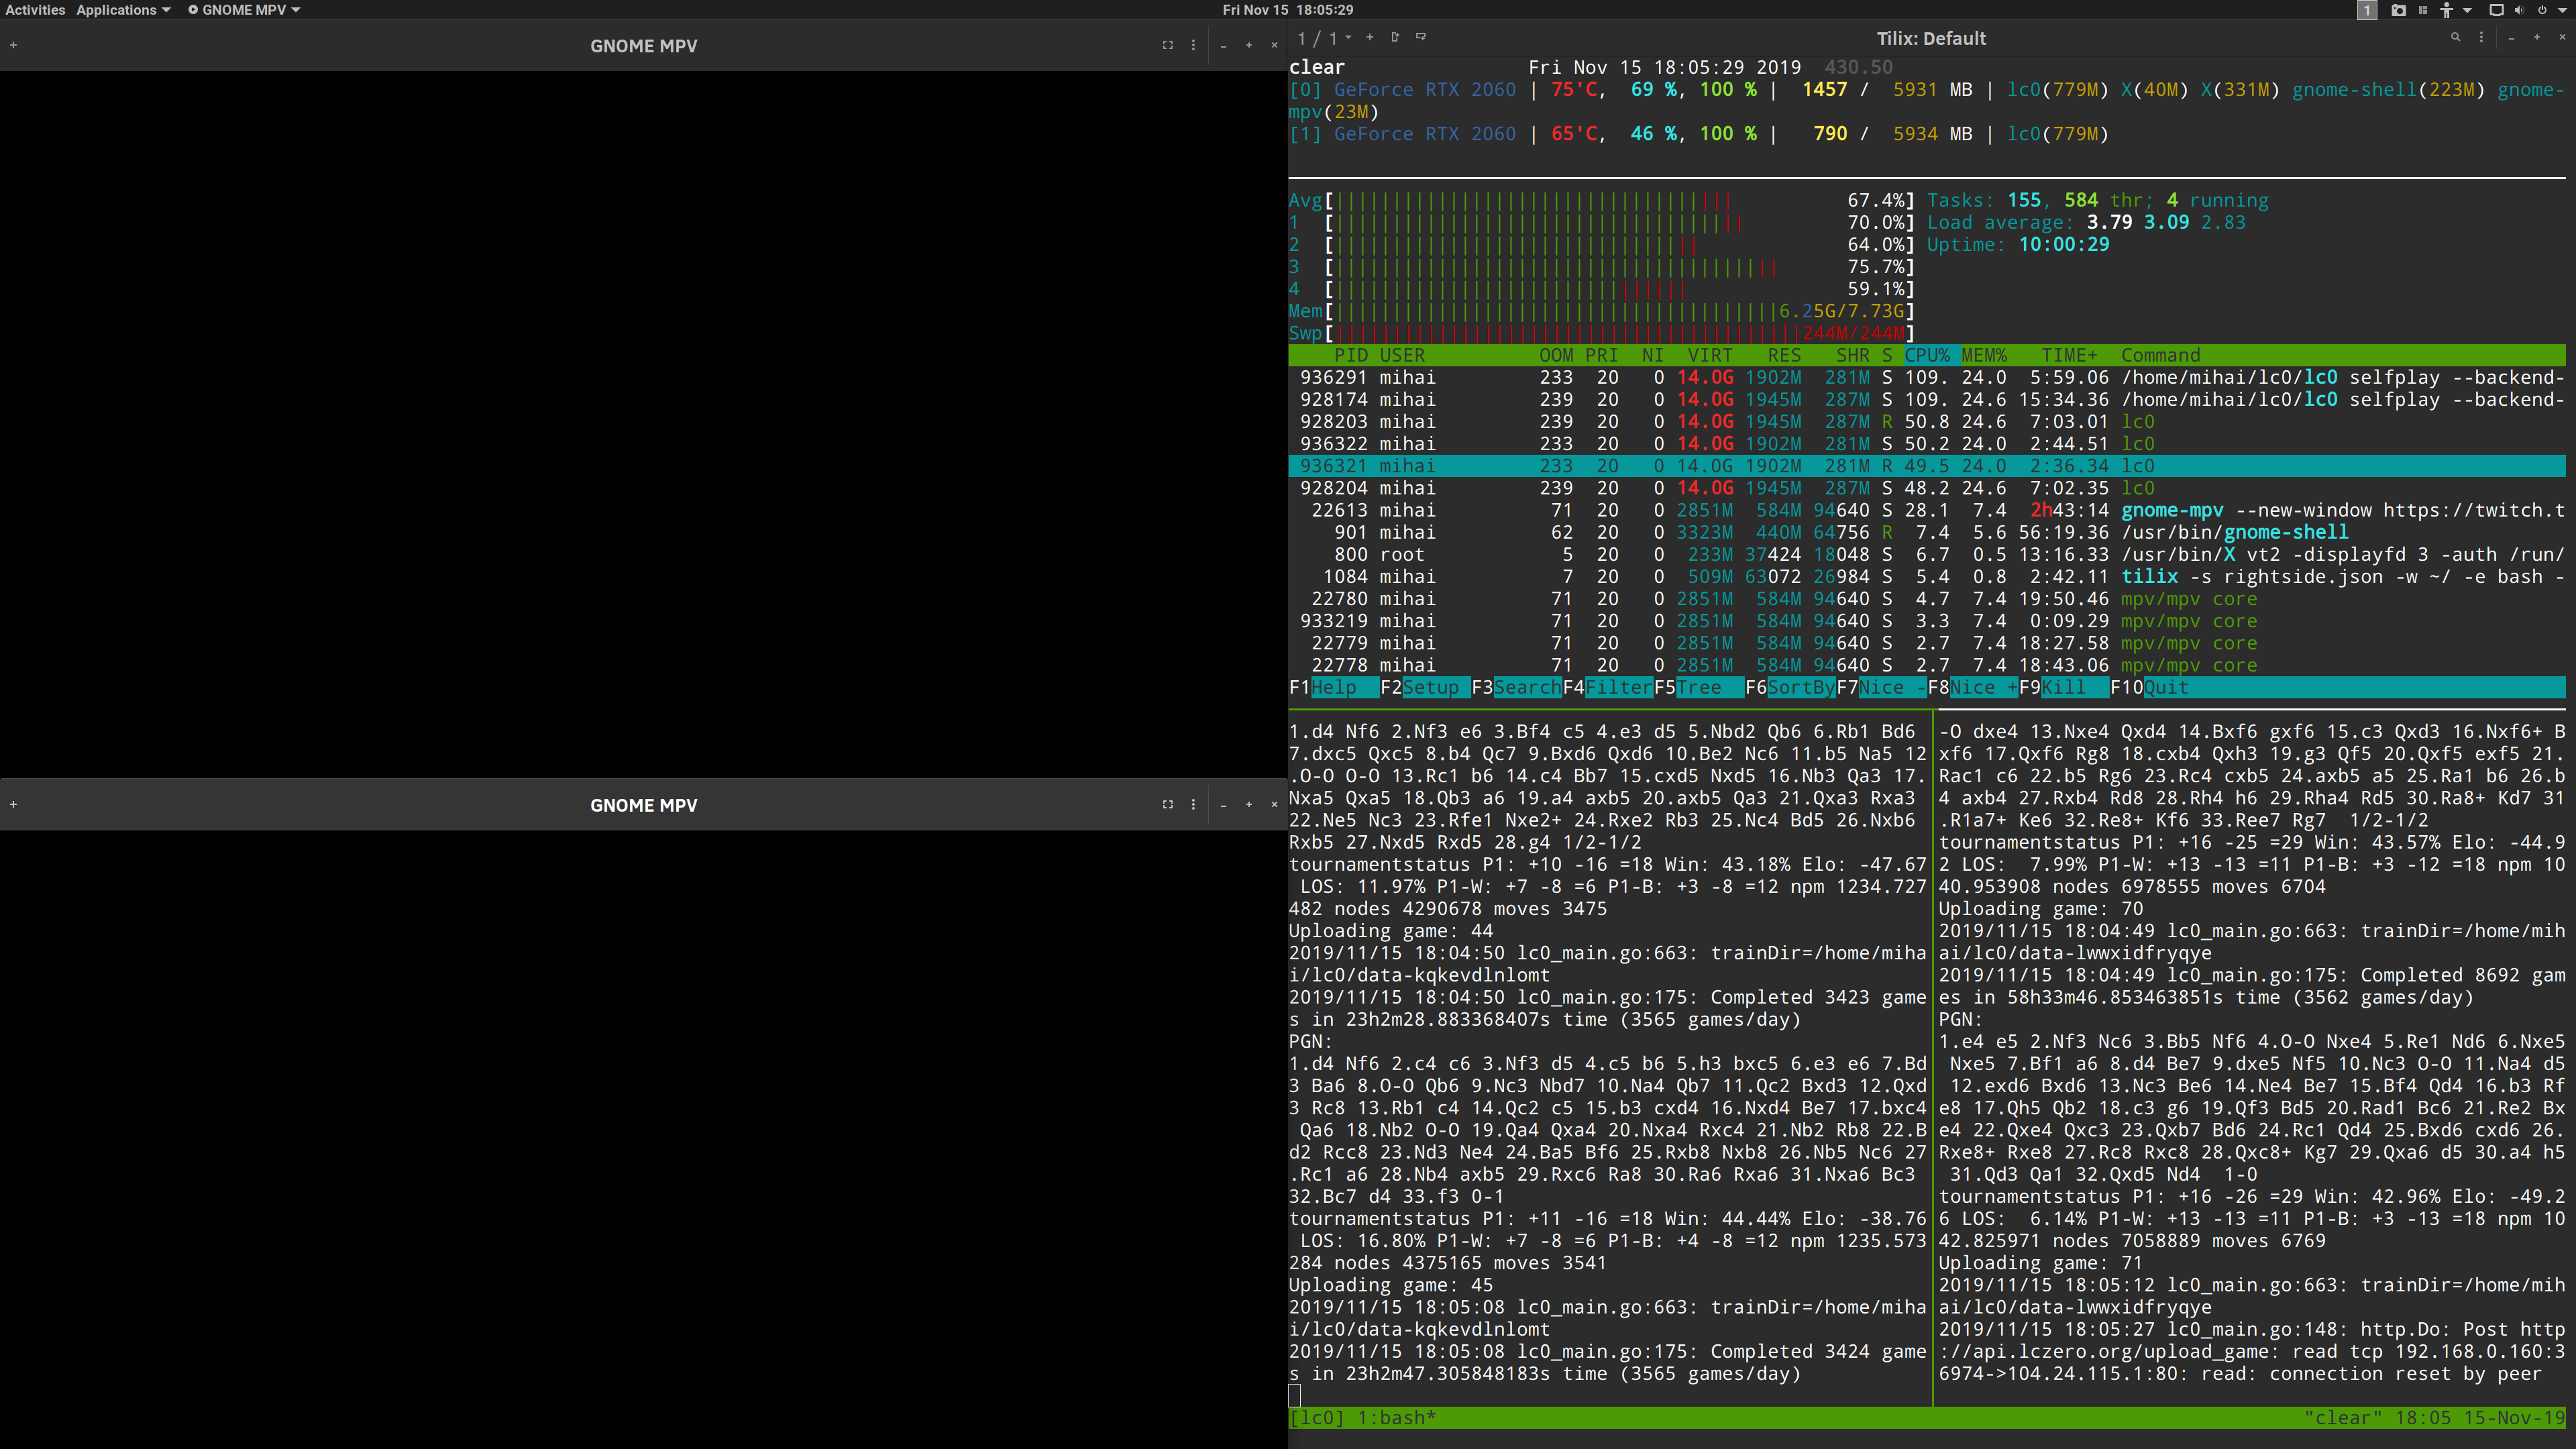 Activities Applications GNOME MPV Fri Nov 15 18:05:29 1
GNOME MPV
GNOME MPV
1 / 1 Tilix: Default
clear Fri Nov 15 18:05:29 2019 430.50
[0] GeForce RTX 2060 | 75'C, 69 %, 100 % | 1457 / 5931 MB | lc0(779M) X(40M) X(331M) gnome-shell(223M) gnome-
mpv(23M)
[1] GeForce RTX 2060 | 65'C, 46 %, 100 % | 790 / 5934 MB | lc0(779M)
Avg[ 67.4%] Tasks: 155, 584 thr; 4 running
1 [ 70.0%] Load average: 3.79 3.09 2.83
2 [ 64.0%] Uptime: 10:00:29
3 [ 75.7%]
4 [ 59.1%]
Mem[ 6.25G/7.73G]
Swp[ 244M/244M]
PID USER OOM PRI NI VIRT RES SHR S CPU% MEM% TIME+ Command
936291 mihai 233 20 0 14.0G 1902M 281M S 109. 24.0 5:59.06 /home/mihai/lc0/lc0 selfplay --backend-
928174 mihai 239 20 0 14.0G 1945M 287M S 109. 24.6 15:34.36 /home/mihai/lc0/lc0 selfplay --backend-
928203 mihai 239 20 0 14.0G 1945M 287M R 50.8 24.6 7:03.01 lc0
936322 mihai 233 20 0 14.0G 1902M 281M S 50.2 24.0 2:44.51 lc0
936321 mihai 233 20 0 14.0G 1902M 281M R 49.5 24.0 2:36.34 lc0
928204 mihai 239 20 0 14.0G 1945M 287M S 48.2 24.6 7:02.35 lc0
22613 mihai 71 20 0 2851M 584M 94640 S 28.1 7.4 2h43:14 gnome-mpv --new-window https://twitch.t
901 mihai 62 20 0 3323M 440M 64756 R 7.4 5.6 56:19.36 /usr/bin/gnome-shell
800 root 5 20 0 233M 37424 18048 S 6.7 0.5 13:16.33 /usr/bin/X vt2 -displayfd 3 -auth /run/
1084 mihai 7 20 0 509M 63072 26984 S 5.4 0.8 2:42.11 tilix -s rightside.json -w ~/ -e bash -
22780 mihai 71 20 0 2851M 584M 94640 S 4.7 7.4 19:50.46 mpv/mpv core
933219 mihai 71 20 0 2851M 584M 94640 S 3.3 7.4 0:09.29 mpv/mpv core
22779 mihai 71 20 0 2851M 584M 94640 S 2.7 7.4 18:27.58 mpv/mpv core
22778 mihai 71 20 0 2851M 584M 94640 S 2.7 7.4 18:43.06 mpv/mpv core
F1Help F2Setup F3SearchF4FilterF5Tree F6SortByF7Nice -F8Nice +F9Kill F10Quit
1.d4 Nf6 2.Nf3 e6 3.Bf4 c5 4.e3 d5 5.Nbd2 Qb6 6.Rb1 Bd6
7.dxc5 Qxc5 8.b4 Qc7 9.Bxd6 Qxd6 10.Be2 Nc6 11.b5 Na5 12
.O-O O-O 13.Rc1 b6 14.c4 Bb7 15.cxd5 Nxd5 16.Nb3 Qa3 17.
Nxa5 Qxa5 18.Qb3 a6 19.a4 axb5 20.axb5 Qa3 21.Qxa3 Rxa3
22.Ne5 Nc3 23.Rfe1 Nxe2+ 24.Rxe2 Rb3 25.Nc4 Bd5 26.Nxb6
Rxb5 27.Nxd5 Rxd5 28.g4 1/2-1/2
tournamentstatus P1: +10 -16 =18 Win: 43.18% Elo: -47.67
LOS: 11.97% P1-W: +7 -8 =6 P1-B: +3 -8 =12 npm 1234.727
482 nodes 4290678 moves 3475
Uploading game: 44
2019/11/15 18:04:50 lc0_main.go:663: trainDir=/home/miha
i/lc0/data-kqkevdlnlomt
2019/11/15 18:04:50 lc0_main.go:175: Completed 3423 game
s in 23h2m28.883368407s time (3565 games/day)
PGN:
1.d4 Nf6 2.c4 c6 3.Nf3 d5 4.c5 b6 5.h3 bxc5 6.e3 e6 7.Bd
3 Ba6 8.O-O Qb6 9.Nc3 Nbd7 10.Na4 Qb7 11.Qc2 Bxd3 12.Qxd
3 Rc8 13.Rb1 c4 14.Qc2 c5 15.b3 cxd4 16.Nxd4 Be7 17.bxc4
Qa6 18.Nb2 O-O 19.Qa4 Qxa4 20.Nxa4 Rxc4 21.Nb2 Rb8 22.B
d2 Rcc8 23.Nd3 Ne4 24.Ba5 Bf6 25.Rxb8 Nxb8 26.Nb5 Nc6 27
.Rc1 a6 28.Nb4 axb5 29.Rxc6 Ra8 30.Ra6 Rxa6 31.Nxa6 Bc3
32.Bc7 d4 33.f3 0-1
tournamentstatus P1: +11 -16 =18 Win: 44.44% Elo: -38.76
LOS: 16.80% P1-W: +7 -8 =6 P1-B: +4 -8 =12 npm 1235.573
284 nodes 4375165 moves 3541
Uploading game: 45
2019/11/15 18:05:08 lc0_main.go:663: trainDir=/home/miha
i/lc0/data-kqkevdlnlomt
2019/11/15 18:05:08 lc0_main.go:175: Completed 3424 game
s in 23h2m47.305848183s time (3565 games/day)
-O dxe4 13.Nxe4 Qxd4 14.Bxf6 gxf6 15.c3 Qxd3 16.Nxf6+ B
xf6 17.Qxf6 Rg8 18.cxb4 Qxh3 19.g3 Qf5 20.Qxf5 exf5 21.
Rac1 c6 22.b5 Rg6 23.Rc4 cxb5 24.axb5 a5 25.Ra1 b6 26.b
4 axb4 27.Rxb4 Rd8 28.Rh4 h6 29.Rha4 Rd5 30.Ra8+ Kd7 31
.R1a7+ Ke6 32.Re8+ Kf6 33.Ree7 Rg7 1/2-1/2
tournamentstatus P1: +16 -25 =29 Win: 43.57% Elo: -44.9
2 LOS: 7.99% P1-W: +13 -13 =11 P1-B: +3 -12 =18 npm 10
40.953908 nodes 6978555 moves 6704
Uploading game: 70
2019/11/15 18:04:49 lc0_main.go:663: trainDir=/home/mih
ai/lc0/data-lwwxidfryqye
2019/11/15 18:04:49 lc0_main.go:175: Completed 8692 gam
es in 58h33m46.853463851s time (3562 games/day)
PGN:
1.e4 e5 2.Nf3 Nc6 3.Bb5 Nf6 4.O-O Nxe4 5.Re1 Nd6 6.Nxe5
Nxe5 7.Bf1 a6 8.d4 Be7 9.dxe5 Nf5 10.Nc3 O-O 11.Na4 d5
12.exd6 Bxd6 13.Nc3 Be6 14.Ne4 Be7 15.Bf4 Qd4 16.b3 Rf
e8 17.Qh5 Qb2 18.c3 g6 19.Qf3 Bd5 20.Rad1 Bc6 21.Re2 Bx
e4 22.Qxe4 Qxc3 23.Qxb7 Bd6 24.Rc1 Qd4 25.Bxd6 cxd6 26.
Rxe8+ Rxe8 27.Rc8 Rxc8 28.Qxc8+ Kg7 29.Qxa6 d5 30.a4 h5
31.Qd3 Qa1 32.Qxd5 Nd4 1-0
tournamentstatus P1: +16 -26 =29 Win: 42.96% Elo: -49.2
6 LOS: 6.14% P1-W: +13 -13 =11 P1-B: +3 -13 =18 npm 10
42.825971 nodes 7058889 moves 6769
Uploading game: 71
2019/11/15 18:05:12 lc0_main.go:663: trainDir=/home/mih
ai/lc0/data-lwwxidfryqye
2019/11/15 18:05:27 lc0_main.go:148: http.Do: Post http
://api.lczero.org/upload_game: read tcp 192.168.0.160:3
6974->104.24.115.1:80: read: connection reset by peer
[lc0] 1:bash* "clear" 18:05 15-Nov-19